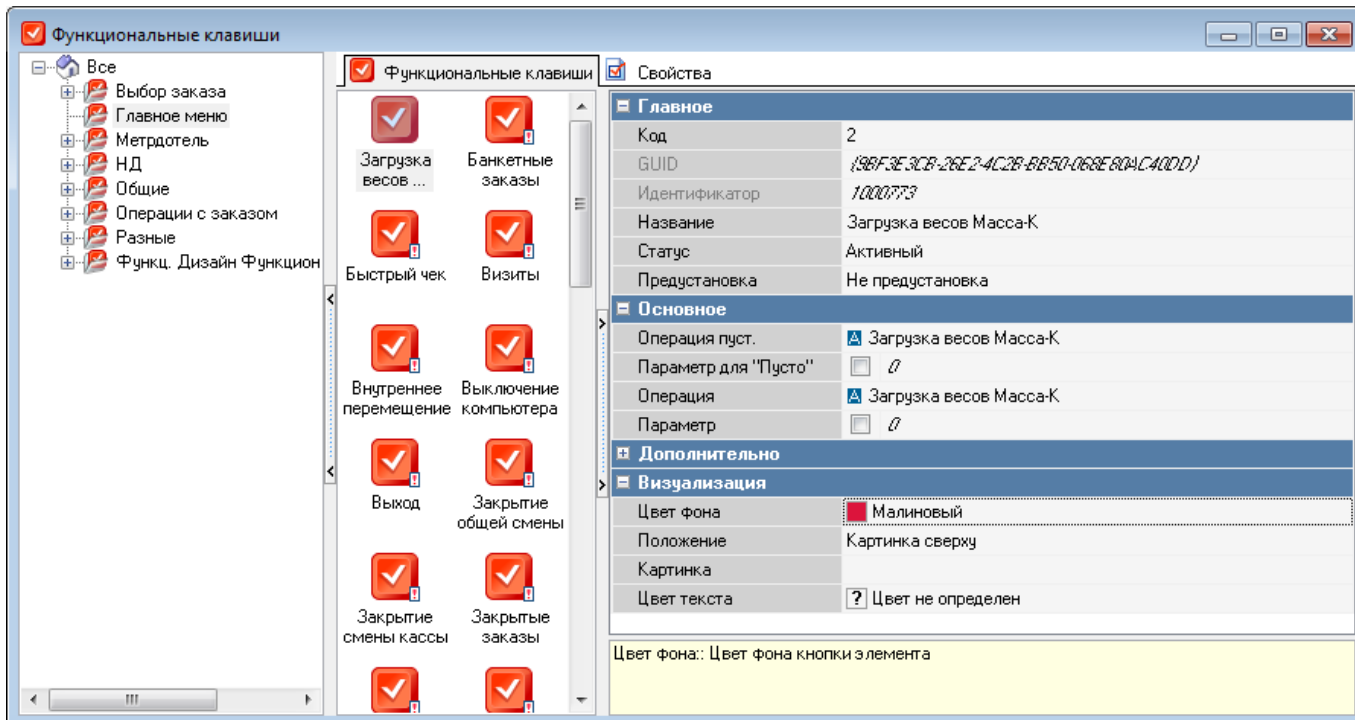 Функциональные клавиши
Все
Выбор заказа
Главное меню
Метрдотель
НД
Общие
Операции с заказом
Разные
Функц. Дизайн Функцион
Функциональные клавиши
Загрузка
весов ...
Банкетные
заказы
Быстрый чек
Визиты
Внутреннее
перемещение
Выключение
компьютера
Выход
Закрытие
общей смены
Закрытие
смены кассы
Закрытые
заказы
Свойства
Главное
Код 2
GUID {9BF3E3CB-26E2-4C2B-BB50-068E80AC40DD}
Идентификатор 1000773
Название Загрузка весов Масса-К
Статус Активный
Предустановка Не предустановка
Основное
Операция пуст. Загрузка весов Масса-К
Параметр для "Пусто" 0
Операция Загрузка весов Масса-К
Параметр 0
Дополнительно
Визуализация
Цвет фона Малиновый
Положение Картинка сверху
Картинка
Цвет текста ? Цвет не определен
Цвет фона:: Цвет фона кнопки элемента